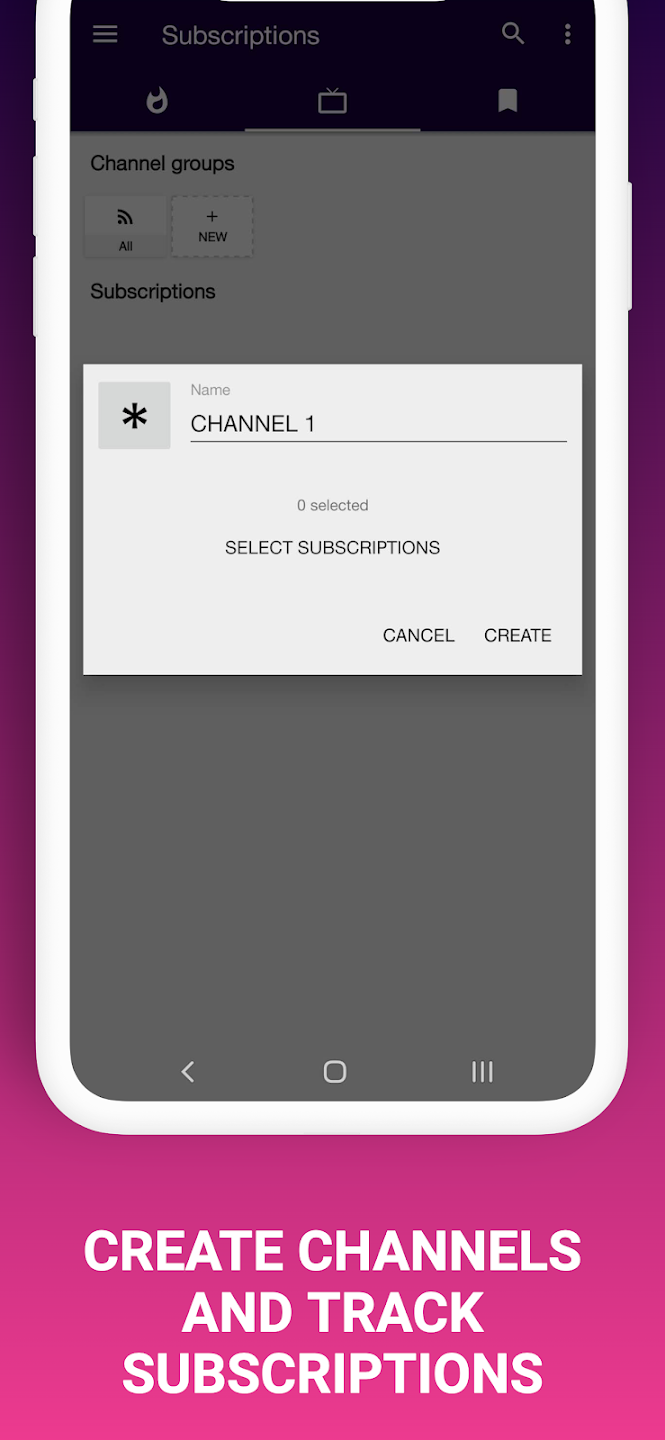 Subscriptions
Channel groups
All
+
NEW
Subscriptions
*
Name
CHANNEL 1
0 selected
SELECT SUBSCRIPTIONS
CANCEL CREATE
CREATE CHANNELS
AND TRACK
SUBSCRIPTIONS